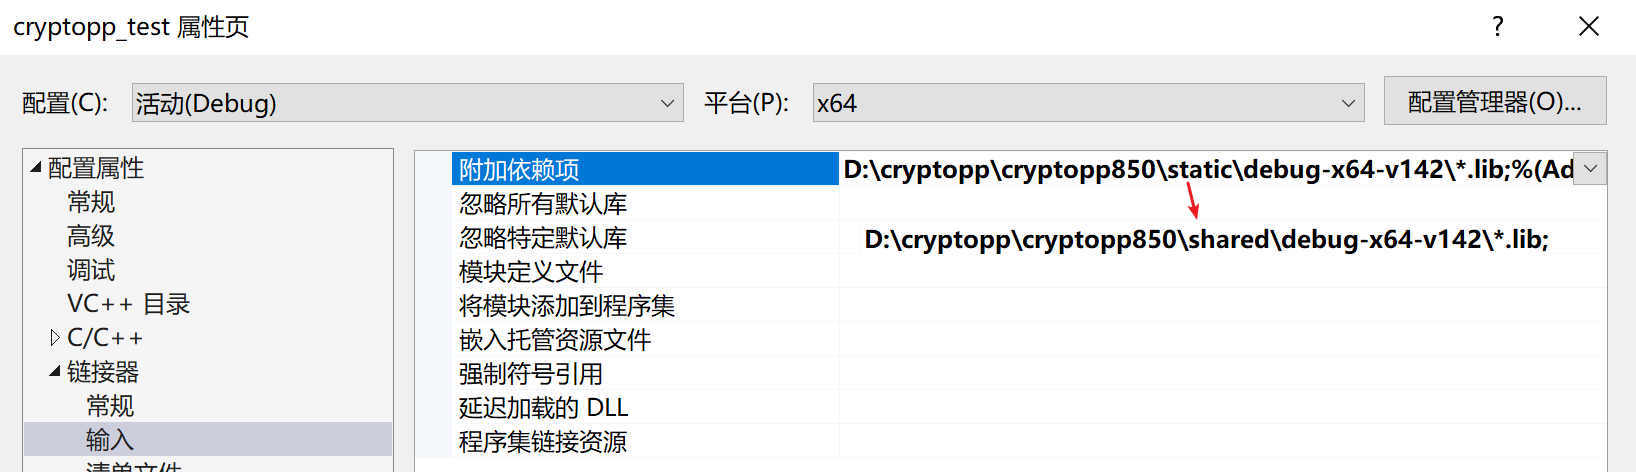 cryptopp_test 属性页
配置(C): 活动(Debug) 平台(P): x64 配置管理器(O)...
配置属性
常规
高级
调试
VC++ 目录
C/C++
链接器
常规
输入
清单文件
附加依赖项 D:\cryptopp\cryptopp850\static\debug-x64-v142\*.lib;%(Ad
忽略所有默认库
忽略特定默认库 D:\cryptopp\cryptopp850\shared\debug-x64-v142\*.lib;
模块定义文件
将模块添加到程序集
嵌入托管资源文件
强制符号引用
延迟加载的 DLL
程序集链接资源